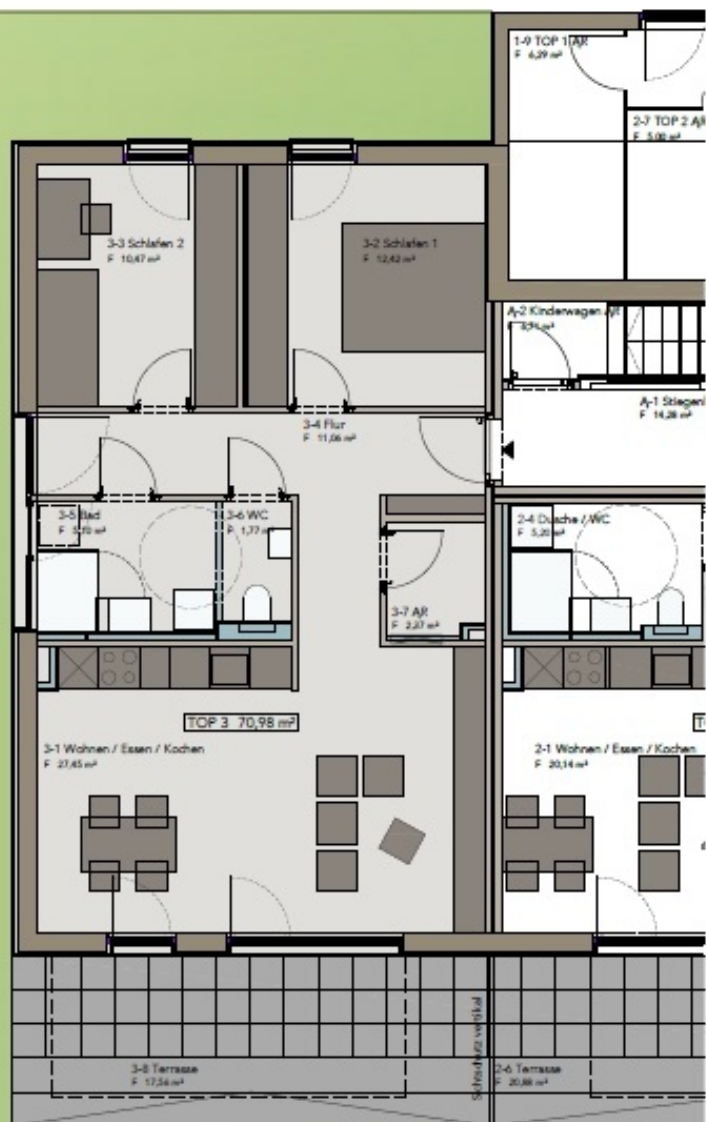 1-9 TOP 1 AR
F 6,29 m²
2-7 TOP 2 AR
F 5,00 m²
3-3 Schlafen 2
F 10,47 m²
3-2 Schlafen 1
F 12,42 m²
A-2 Kinderwagen AR
F
A-1
F 14,28 m²
3-4 Flur
F 11,06 m²
3-5 Bad
F
3-6 WC
F 1,77 m²
2-4 Dusche / WC
F 5,20 m²
3-7 AR
F 2,37 m²
TOP 3 70,98 m²
3-1 Wohnen / Essen / Kochen
F 27,45 m²
2-1 Wohnen / Essen / Kochen
F 20,14 m²
Sichtschutz vertikal
3-8 Terrasse
F 17,56 m²
2-6 Terrasse
F 20,88 m²